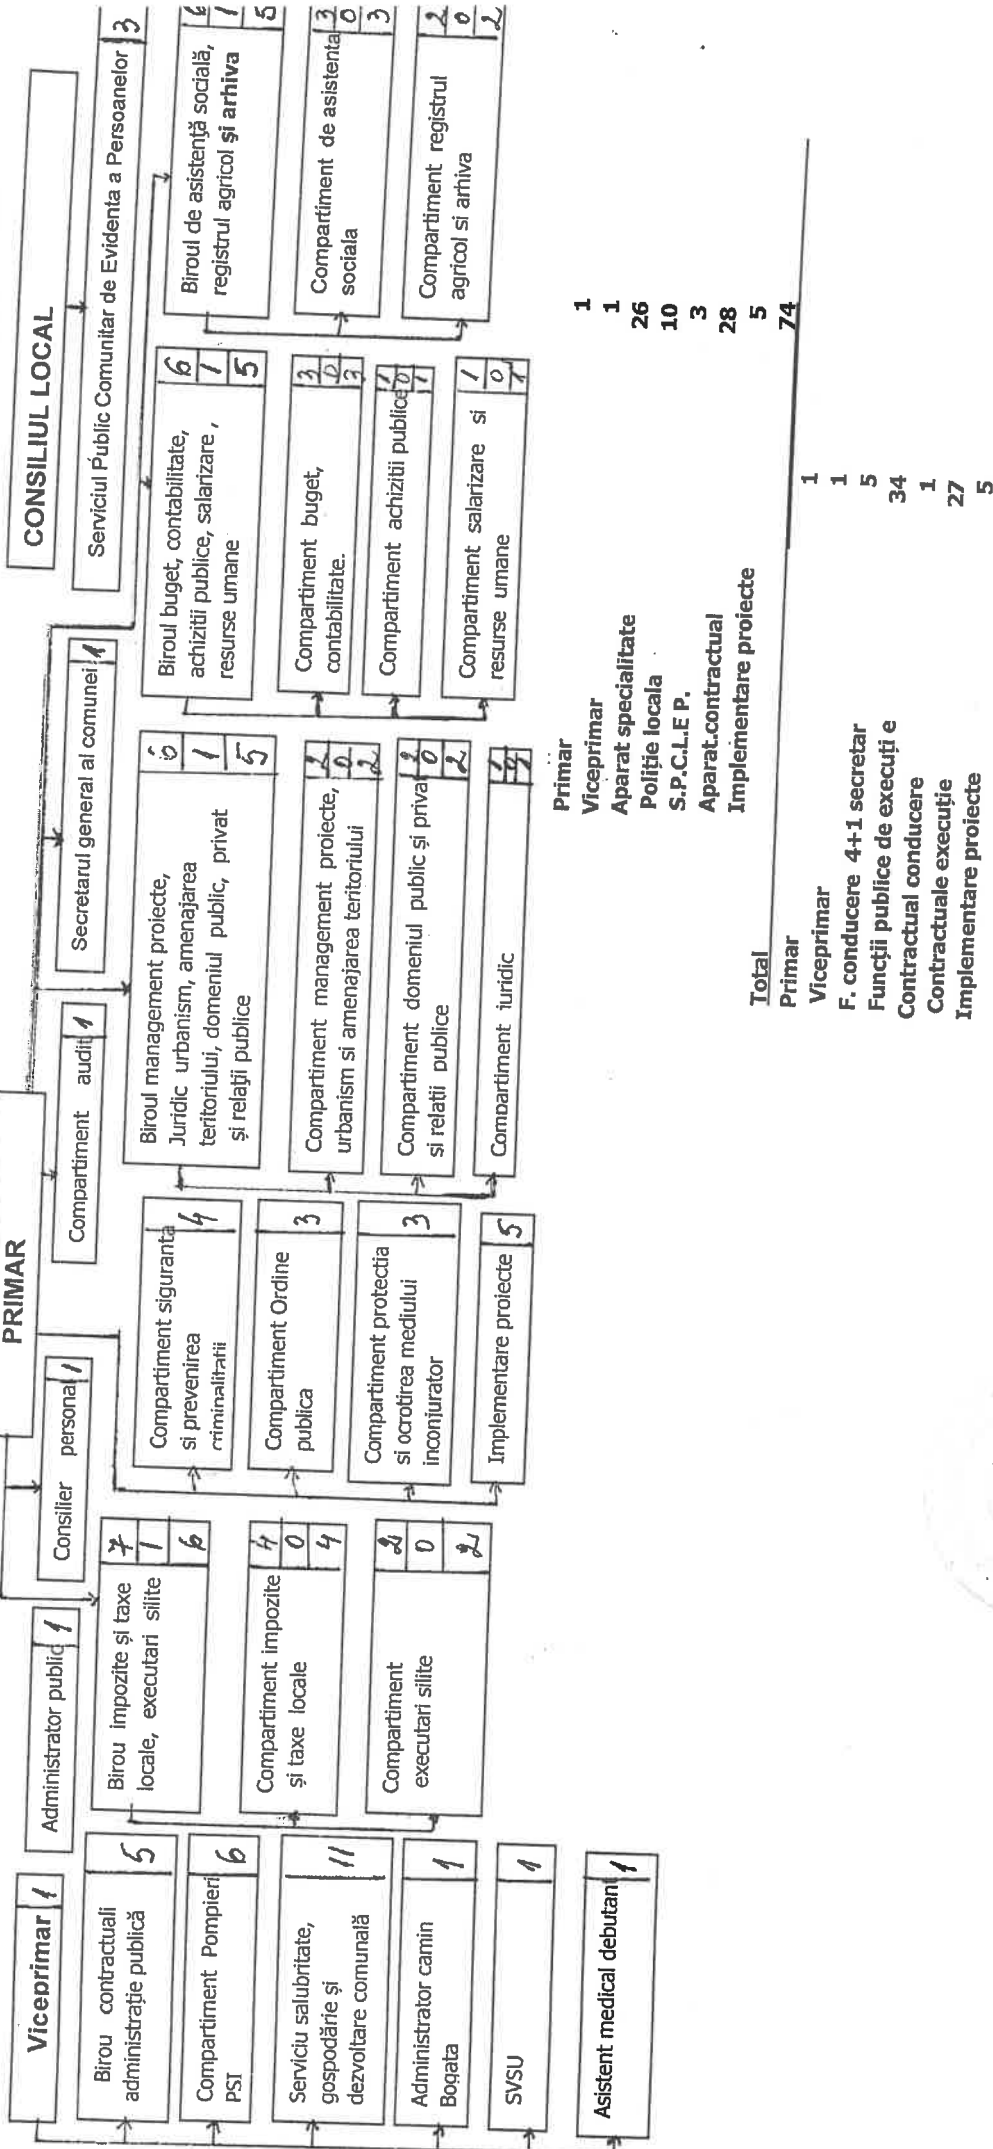 CONSILIUL LOCAL
PRIMAR
Serviciul Public Comunitar de Evidenta a Persoanelor 3
Viceprimar 1
Administrator public 1
Consilier personal 1
Compartiment audit 1
Secretarul general al comunei 1
Birou contractuali
administrație publică
5
Compartiment Pompieri
PSI
6
Serviciu salubritate,
gospodărie și
dezvoltare comunală
11
Administrator camin
Bogata
1
SVSU
1
Asistent medical debutant 1
Birou impozite și taxe
locale, executari silite
7
1
6
Compartiment impozite
și taxe locale
4
0
4
Compartiment
executari silite
2
0
2
Compartiment siguranta
si prevenirea
criminalitatii
4
Compartiment Ordine
publica
3
Compartiment protectia
si ocrotirea mediului
inconjurator
3
Implementare proiecte 5
Biroul management proiecte,
Juridic urbanism, amenajarea
teritoriului, domeniul public, privat
și relații publice
6
1
5
Compartiment management proiecte,
urbanism si amenajarea teritoriului
2
0
2
Compartiment domeniul public și privat
si relatii publice
2
0
2
Compartiment juridic
Biroul buget, contabilitate,
achizitii publice, salarizare ,
resurse umane
6
1
5
Compartiment buget,
contabilitate.
3
0
3
Compartiment achizitii publice
1
0
1
Compartiment salarizare si
resurse umane
1
0
1
Biroul de asistență socială,
registrul agricol și arhiva
6
1
5
Compartiment de asistenta
sociala
3
0
3
Compartiment registrul
agricol si arhiva
2
0
2
Primar 1
Viceprimar 1
Aparat specialitate 26
Poliție locala 10
S.P.C.L.E P. 3
Aparat.contractual 28
Implementare proiecte 5
Total 74
Primar 1
Viceprimar 1
F. conducere 4+1 secretar 5
Funcții publice de execuți e 34
Contractual conducere 1
Contractuale execuție 27
Implementare proiecte 5